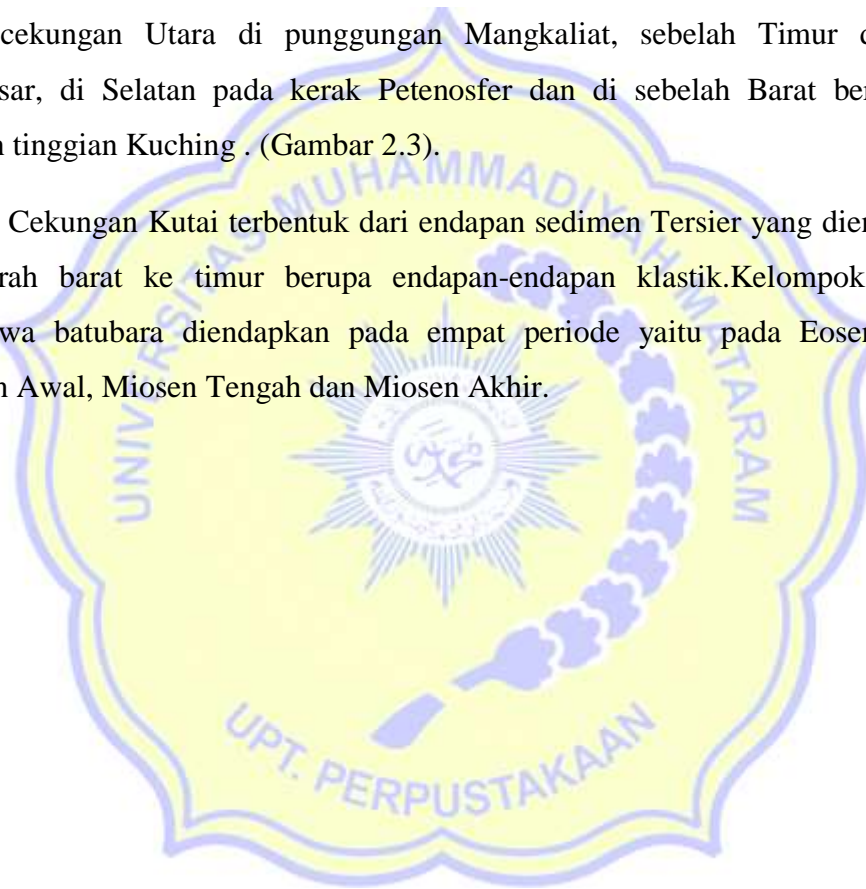 cekungan Utara di punggungan Mangkaliat, sebelah Timur
sar, di Selatan pada kerak Petenosfer dan di sebelah Barat ber
n tinggian Kuching . (Gambar 2.3).
Cekungan Kutai terbentuk dari endapan sedimen Tersier yang dien
rah barat ke timur berupa endapan-endapan klastik.Kelompok
wa batubara diendapkan pada empat periode yaitu pada Eosen
n Awal, Miosen Tengah dan Miosen Akhir.
UNIVERSITAS MUHAMMADIYAH MATARAM
UPT. PERPUSTAKAAN